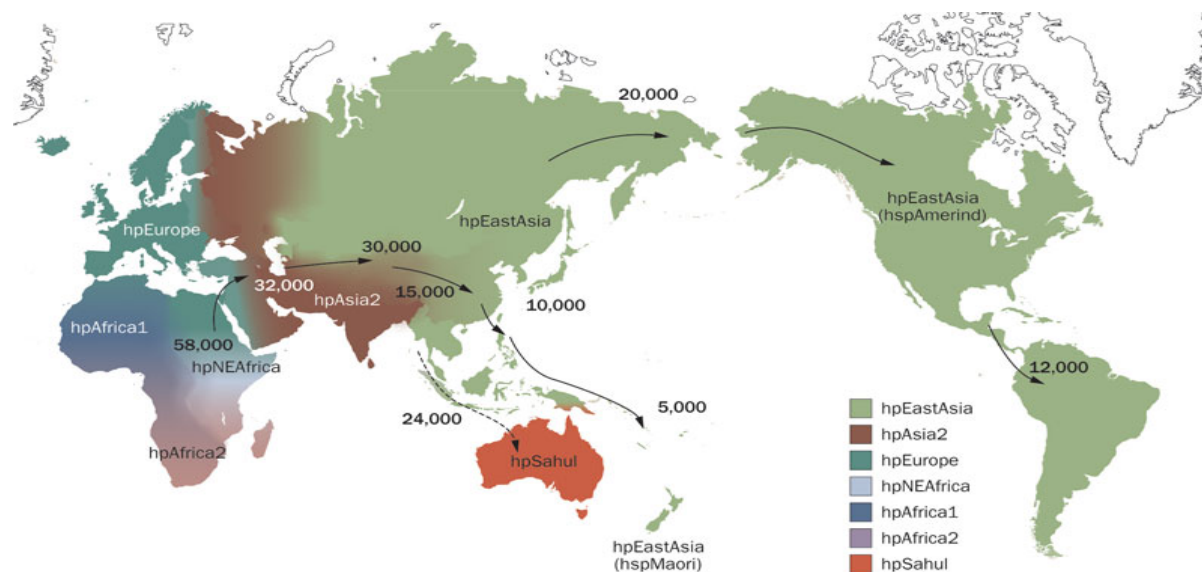 20,000
hpEastAsia
(hspAmerind)
hpEurope
hpEastAsia
30,000
32,000
hpAsia2
15,000
10,000
hpAfrica1
58,000
hpNEAfrica
12,000
5,000
24,000
hpAfrica2
hpSahul
hpEastAsia
(hspMaori)
hpEastAsia
hpAsia2
hpEurope
hpNEAfrica
hpAfrica1
hpAfrica2
hpSahul